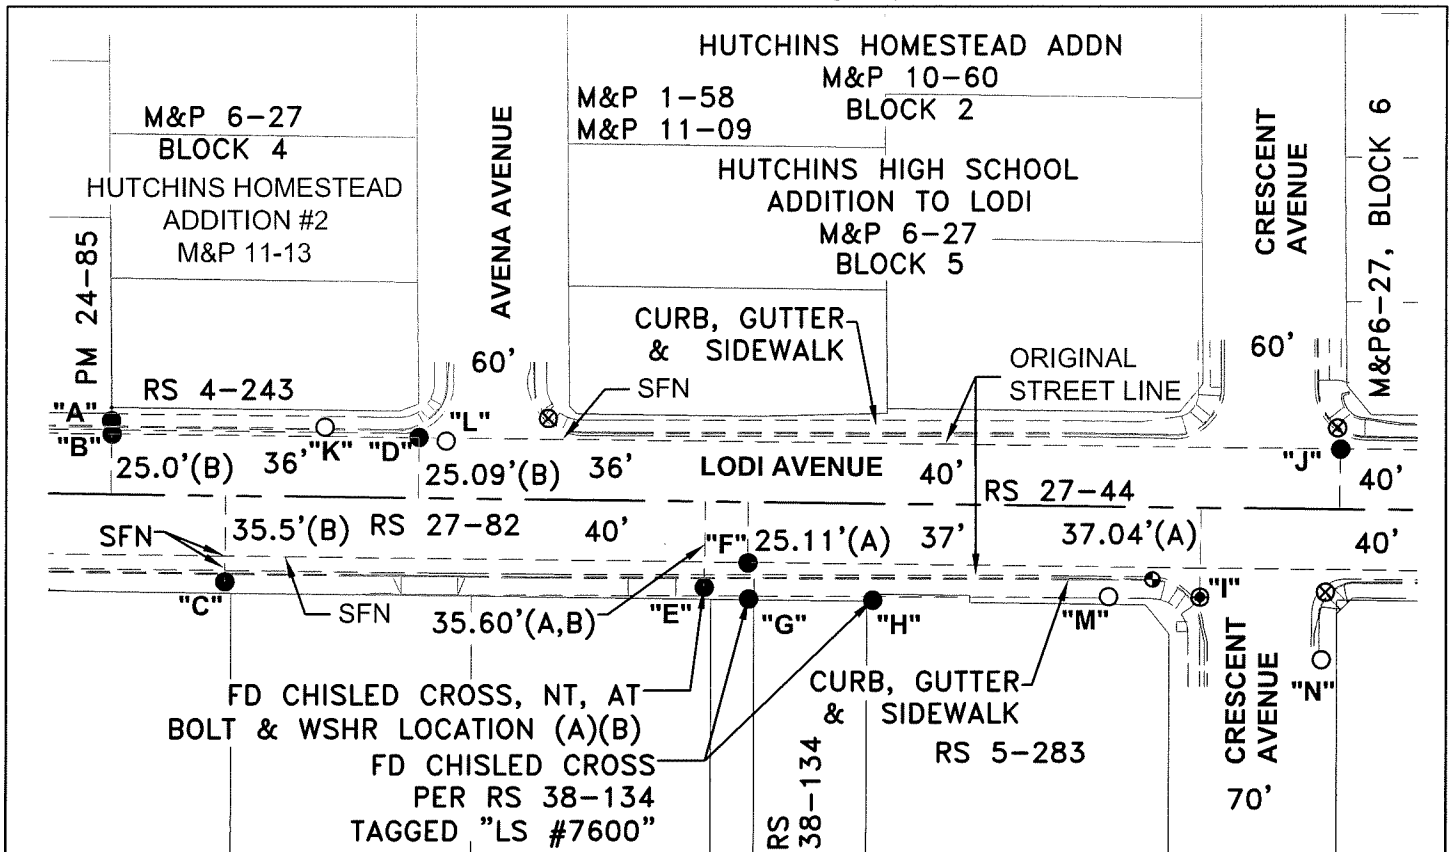 HUTCHINS HOMESTEAD ADDN
M&P 10-60
BLOCK 2
M&P 6-27
BLOCK 4
HUTCHINS HOMESTEAD
ADDITION #2
M&P 11-13
M&P 1-58
M&P 11-09
AVENA AVENUE
HUTCHINS HIGH SCHOOL
ADDITION TO LODI
M&P 6-27
BLOCK 5
CRESCENT
AVENUE
M&P6-27, BLOCK 6
PM 24-85
RS 4-243
60'
CURB, GUTTER
& SIDEWALK
SFN
ORIGINAL
STREET LINE
60'
"A"
"B"
"K"
"D"
"L"
"J"
25.0'(B)
36'
25.09'(B)
36'
LODI AVENUE
40'
RS 27-44
40'
SFN
35.5'(B)
RS 27-82
40'
"F"
25.11'(A)
37'
37.04'(A)
40'
"C"
SFN
35.60'(A,B)
"E"
"G"
"H"
"M"
"I"
"N"
FD CHISLED CROSS, NT, AT
BOLT & WSHR LOCATION (A)(B)
FD CHISLED CROSS
PER RS 38-134
TAGGED "LS #7600"
RS
38-134
CURB, GUTTER
& SIDEWALK
RS 5-283
CRESCENT
AVENUE
70'